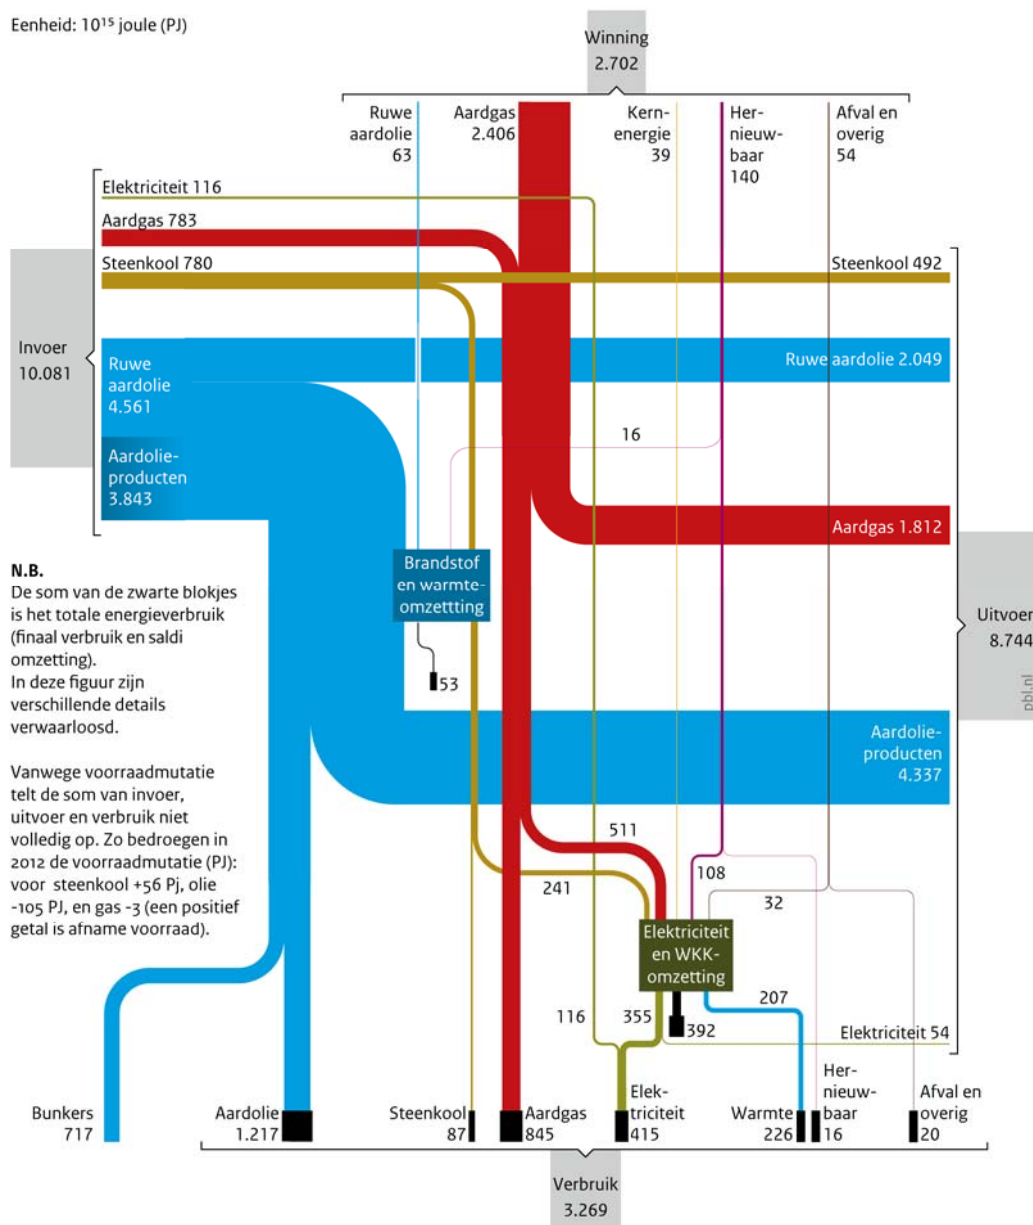 Eenheid: 10¹⁵ joule (PJ)
Winning
2.702
Ruwe
aardolie
63
Aardgas
2.406
Kern-
energie
39
Her-
nieuw-
baar
140
Afval en
overig
54
Elektriciteit 116
Aardgas 783
Steenkool 780
Steenkool 492
Invoer
10.081
Ruwe
aardolie
4.561
Ruwe aardolie 2.049
16
Aardolie-
producten
3.843
Aardgas 1.812
Brandstof
en warmte-
omzettting
53
N.B.
De som van de zwarte blokjes
is het totale energieverbruik
(finaal verbruik en saldi
omzetting).
In deze figuur zijn
verschillende details
verwaarloosd.
Vanwege voorraadmutatie
telt de som van invoer,
uitvoer en verbruik niet
volledig op. Zo bedroegen in
2012 de voorraadmutatie (PJ):
voor steenkool +56 Pj, olie
-105 PJ, en gas -3 (een positief
getal is afname voorraad).
Uitvoer
8.744
pbl.nl
Aardolie-
producten
4.337
511
241
108
32
Elektriciteit
en WKK-
omzetting
207
116
355
392
Elektriciteit 54
Bunkers
717
Aardolie
1.217
Steenkool
87
Aardgas
845
Elek-
triciteit
415
Warmte
226
Her-
nieuw-
baar
16
Afval en
overig
20
Verbruik
3.269